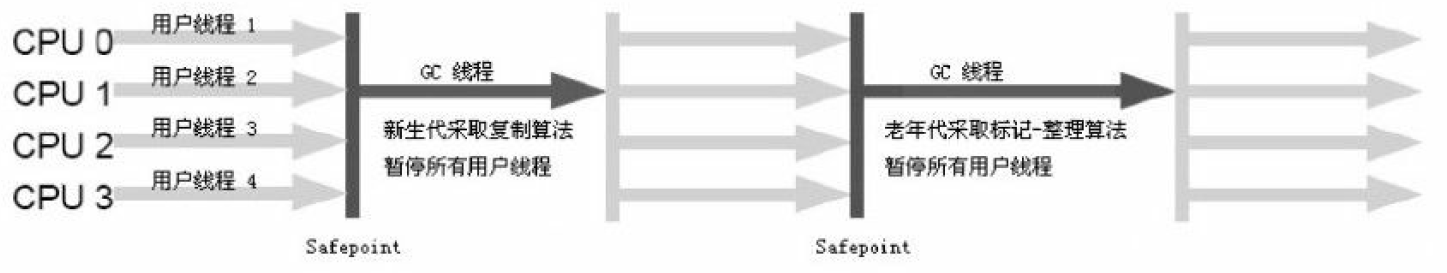 CPU 0
用户线程 1
CPU 1
用户线程 2
CPU 2
用户线程 3
CPU 3
用户线程 4
GC 线程
新生代采取复制算法
暂停所有用户线程
Safepoint
GC 线程
老年代采取标记-整理算法
暂停所有用户线程
Safepoint